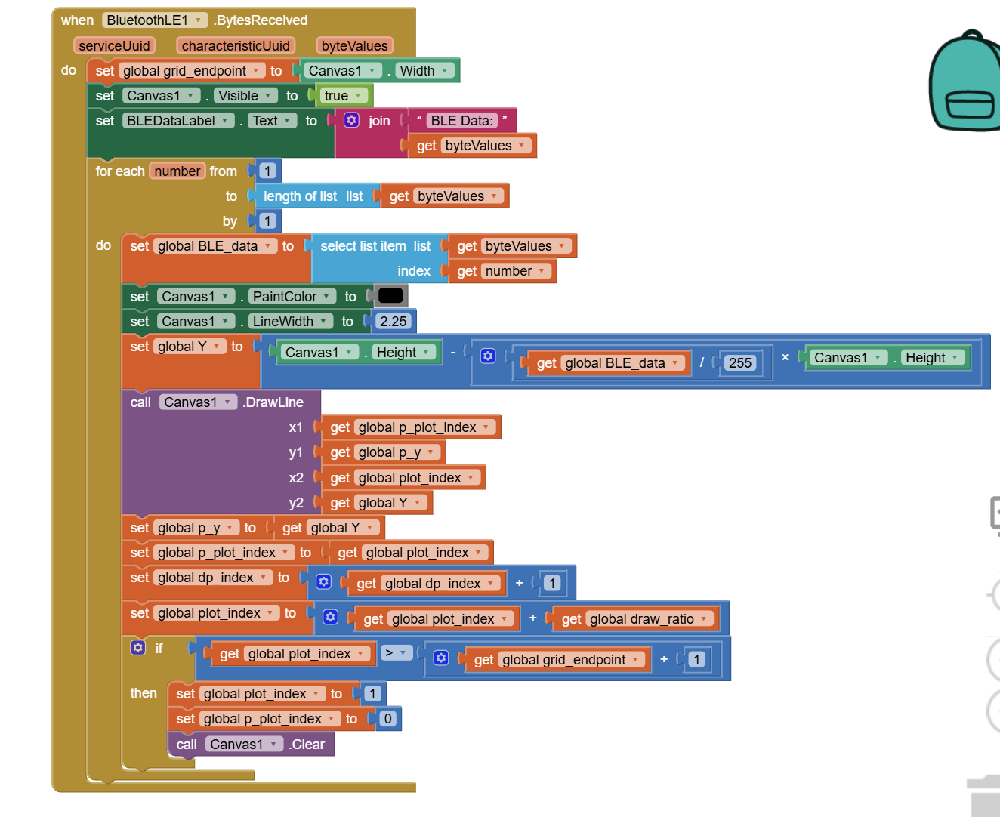 when BluetoothLE1 .BytesReceived
serviceUuid characteristicUuid byteValues
do set global grid_endpoint to Canvas1 . Width
set Canvas1 . Visible to true
set BLEDataLabel . Text to join “ BLE Data: ”
get byteValues
for each number from 1
to length of list list get byteValues
by 1
do set global BLE_data to select list item list get byteValues
index get number
set Canvas1 . PaintColor to
set Canvas1 . LineWidth to 2.25
set global Y to Canvas1 . Height - get global BLE_data / 255 × Canvas1 . Height
call Canvas1 .DrawLine
x1 get global p_plot_index
y1 get global p_y
x2 get global plot_index
y2 get global Y
set global p_y to get global Y
set global p_plot_index to get global plot_index
set global dp_index to get global dp_index + 1
set global plot_index to get global plot_index + get global draw_ratio
if get global plot_index > get global grid_endpoint + 1
then set global plot_index to 1
set global p_plot_index to 0
call Canvas1 .Clear